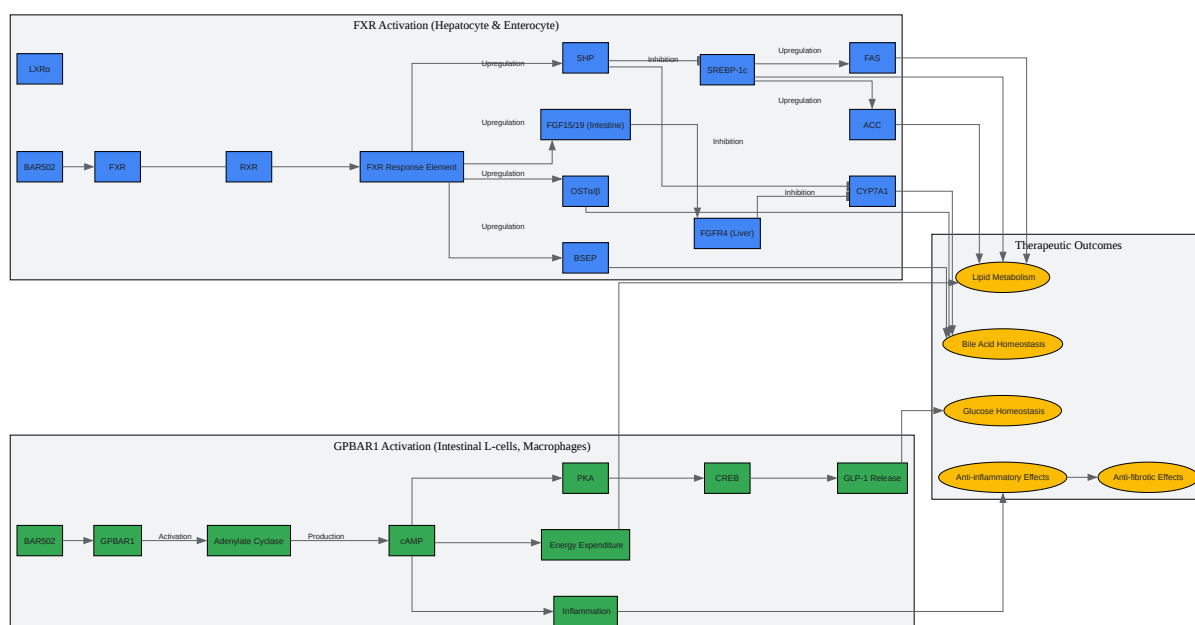 FXR Activation (Hepatocyte & Enterocyte)
LXRα
SHP
FAS
Upregulation
Upregulation
Inhibition
SREBP-1c
Upregulation
ACC
Upregulation
FGF15/19 (Intestine)
Inhibition
BAR502
FXR
RXR
FXR Response Element
Upregulation
OSTα/β
Inhibition
CYP7A1
Upregulation
FGFR4 (Liver)
BSEP
Therapeutic Outcomes
Lipid Metabolism
Bile Acid Homeostasis
Glucose Homeostasis
Anti-inflammatory Effects
Anti-fibrotic Effects
GPBAR1 Activation (Intestinal L-cells, Macrophages)
PKA
CREB
GLP-1 Release
BAR502
GPBAR1
Activation
Adenylate Cyclase
Production
cAMP
Energy Expenditure
Inflammation